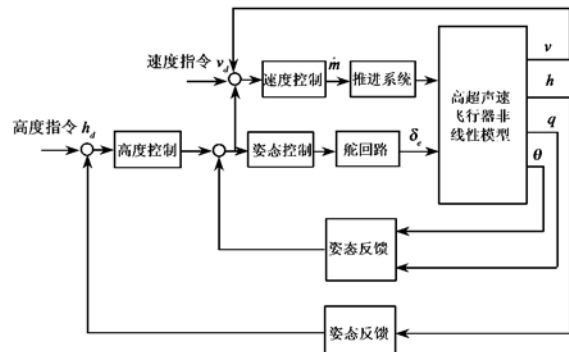 速度指令 v_d
速度控制
ṁ
推进系统
高超声速飞行器非线性模型
v
h
q
θ
高度指令 h_d
高度控制
姿态控制
舵回路
δ_e
姿态反馈
姿态反馈